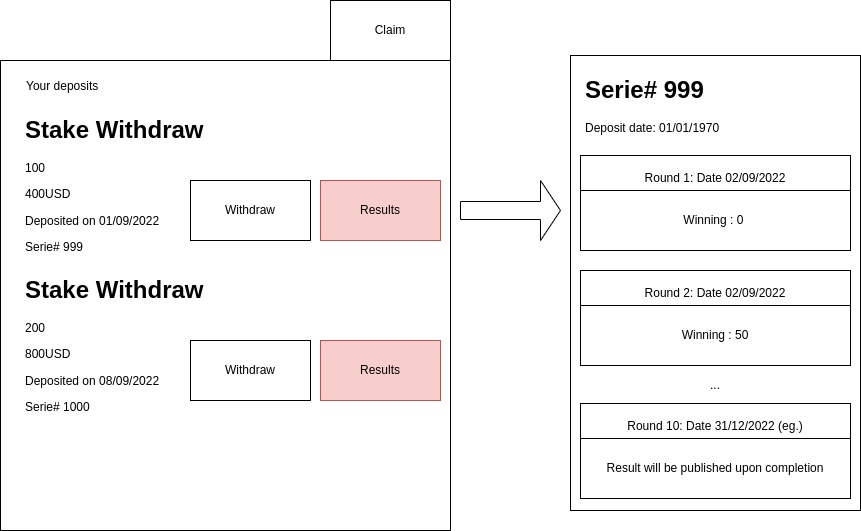 Claim
Your deposits
Stake Withdraw
100
400USD
Deposited on 01/09/2022
Serie# 999
Withdraw
Results
Stake Withdraw
200
800USD
Deposited on 08/09/2022
Serie# 1000
Withdraw
Results
Serie# 999
Deposit date: 01/01/1970
Round 1: Date 02/09/2022
Winning : 0
Round 2: Date 02/09/2022
Winning : 50
...
Round 10: Date 31/12/2022 (eg.)
Result will be published upon completion